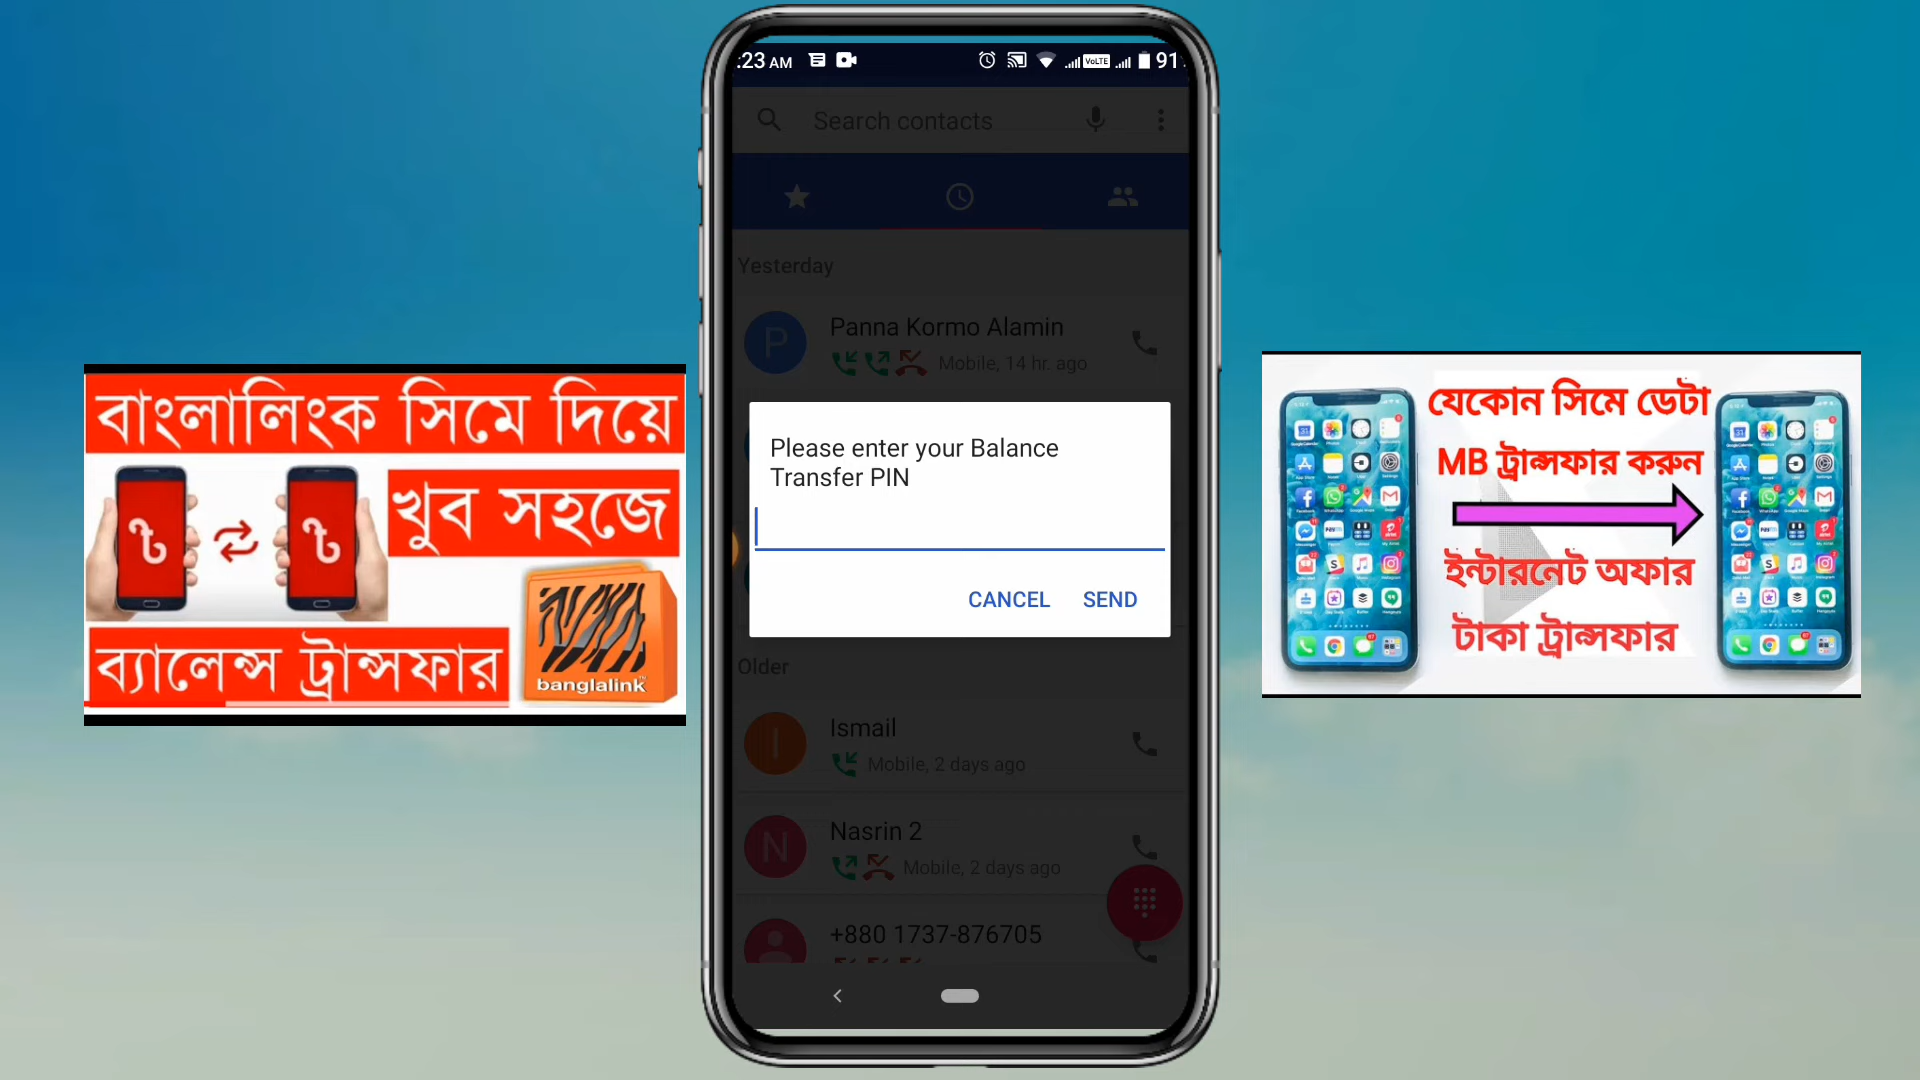 :23 AM
VoLTE
91
Search contacts
Yesterday
P
Panna Kormo Alamin
Mobile, 14 hr. ago
Please enter your Balance
Transfer PIN
CANCEL
SEND
Older
I
Ismail
Mobile, 2 days ago
N
Nasrin 2
Mobile, 2 days ago
+880 1737-876705
বাংলালিংক সিমে দিয়ে
খুব সহজে
৳
৳
ব্যালেন্স ট্রান্সফার
banglalink
যেকোন সিমে ডেটা
MB ট্রান্সফার করুন
ইন্টারনেট অফার
টাকা ট্রান্সফার